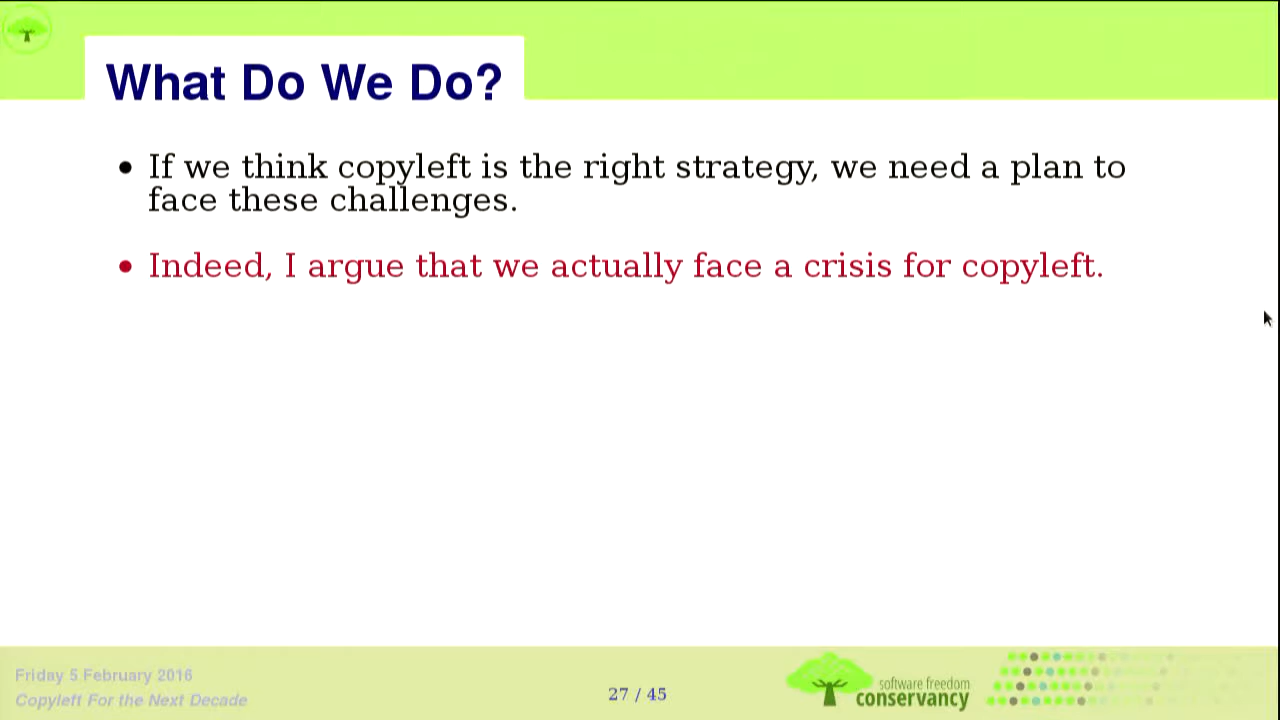 What Do We Do?
• If we think copyleft is the right strategy, we need a plan to
face these challenges.
• Indeed, I argue that we actually face a crisis for copyleft.
Friday 5 February 2016
Copyleft For the Next Decade
27 / 45
software freedom
conservancy